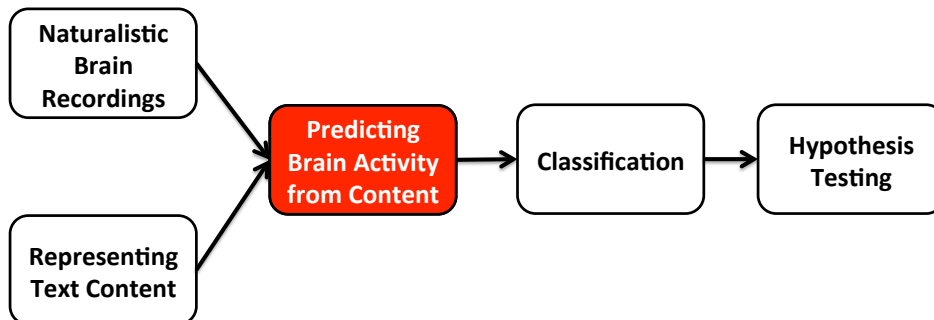 Naturalistic
Brain
Recordings
Representing
Text Content
Predicting
Brain Activity
from Content
Classification
Hypothesis
Testing